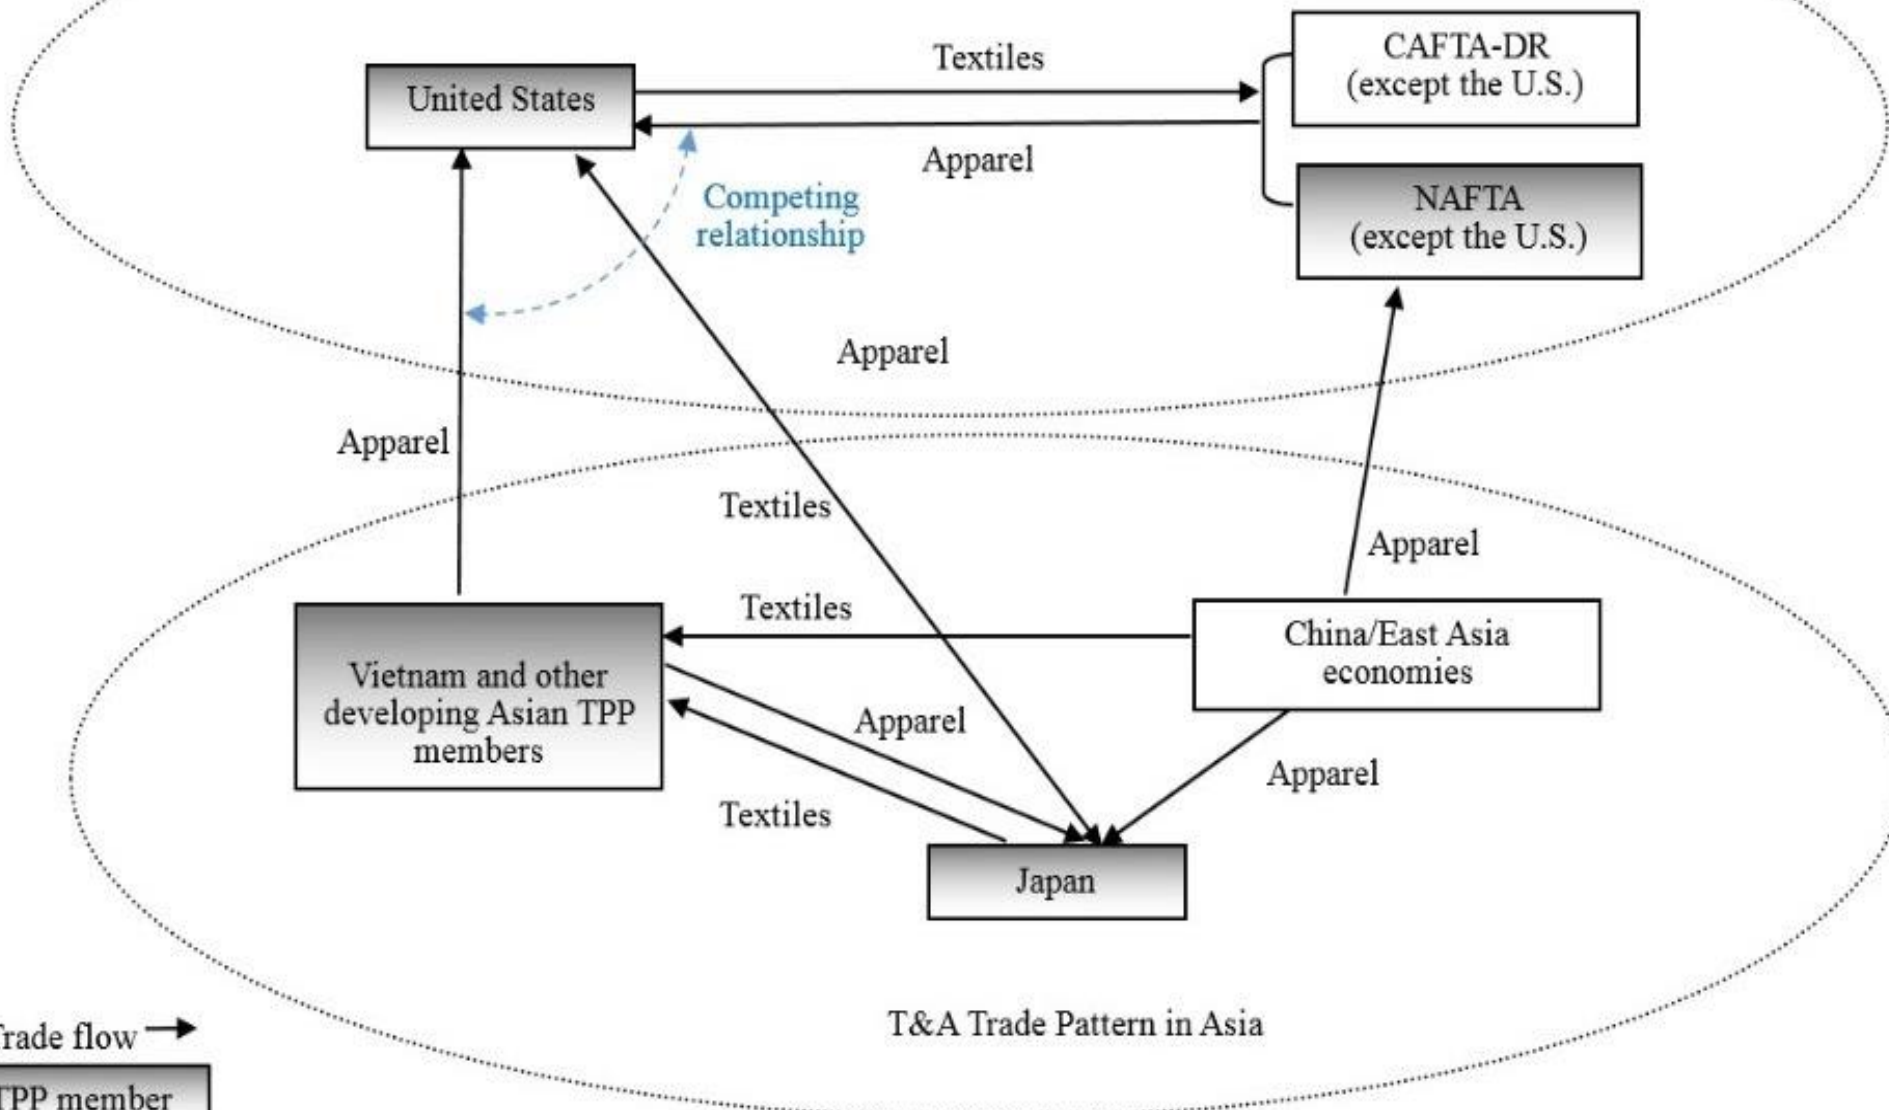 Textiles
CAFTA-DR
(except the U.S.)
United States
Apparel
Competing
relationship
NAFTA
(except the U.S.)
Apparel
Apparel
Textiles
Apparel
Textiles
China/East Asia
economies
Vietnam and other
developing Asian TPP
members
Apparel
Apparel
Textiles
Japan
T&A Trade Pattern in Asia
rade flow
TPP member